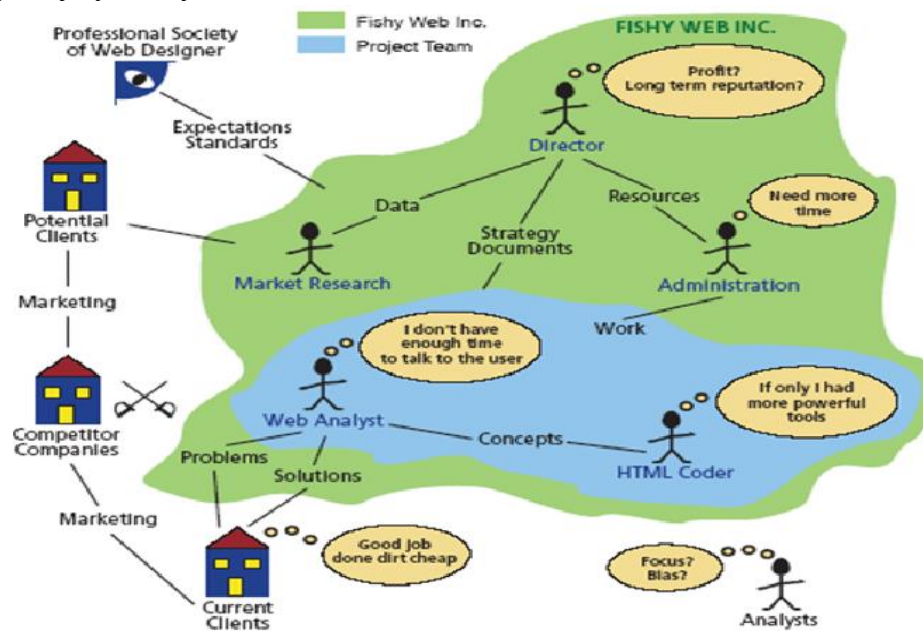 Professional Society
of Web Designer
Fishy Web Inc.
Project Team
FISHY WEB INC.
Profit?
Long term reputation?
Expectations
Standards
Director
Potential
Clients
Data
Resources
Need more
time
Strategy
Documents
Market Research
Administration
Marketing
Work
I don't have
enough time
to talk to the user
If only I had
more powerful
tools
Competitor
Companies
Web Analyst
Concepts
HTML Coder
Problems
Solutions
Marketing
Good job
done dirt cheap
Focus?
Bias?
Current
Clients
Analysts